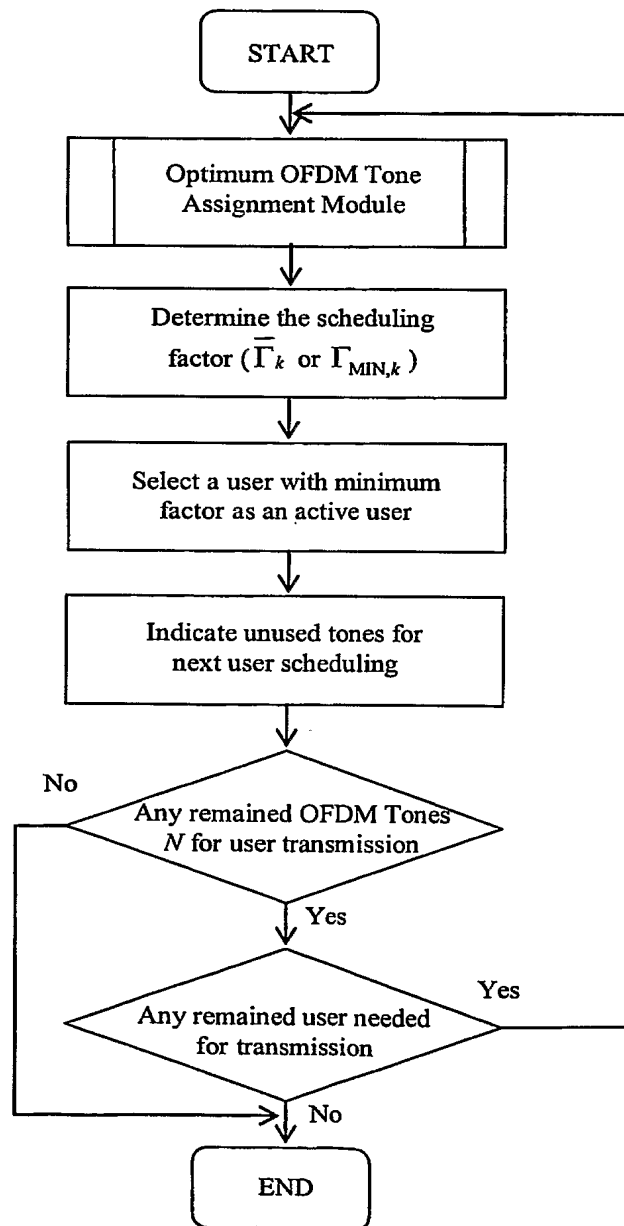 START
Optimum OFDM Tone
Assignment Module
Determine the scheduling
factor ( Γ̅k or ΓMIN,k )
Select a user with minimum
factor as an active user
Indicate unused tones for
next user scheduling
No
Any remained OFDM Tones
N for user transmission
Yes
Yes
Any remained user needed
for transmission
No
END